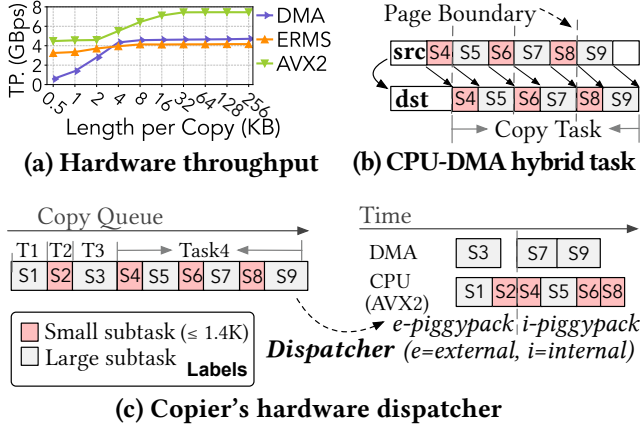 TP. (GBps)
8
6
4
2
0
DMA
ERMS
AVX2
0.5 1 2 4 8 16 32 64 128 256
Length per Copy (KB)
(a) Hardware throughput
Page Boundary
src S4 S5 S6 S7 S8 S9
dst S4 S5 S6 S7 S8 S9
Copy Task
(b) CPU-DMA hybrid task
Copy Queue
T1 T2 T3 Task4
S1 S2 S3 S4 S5 S6 S7 S8 S9
Small subtask (≤ 1.4K)
Large subtask
Labels
Time
DMA S3 S7 S9
CPU
(AVX2) S1 S2 S4 S5 S6 S8
e-piggypack i-piggypack
Dispatcher (e=external, i=internal)
(c) Copier's hardware dispatcher